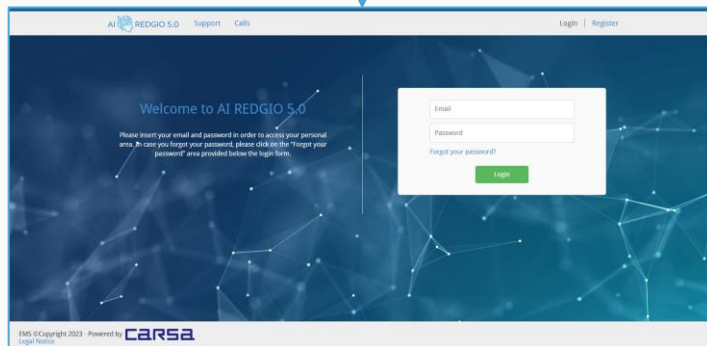 AI REDGIO 5.0 Support Calls Login | Register
Welcome to AI REDGIO 5.0
Please insert your email and password in order to access your personal
area. In case you forgot your password, please click on the "Forgot your
password" area provided below the login form.
Email
Password
Forgot your password?
Login
EMS ©Copyright 2023 - Powered by carsa
Legal Notice